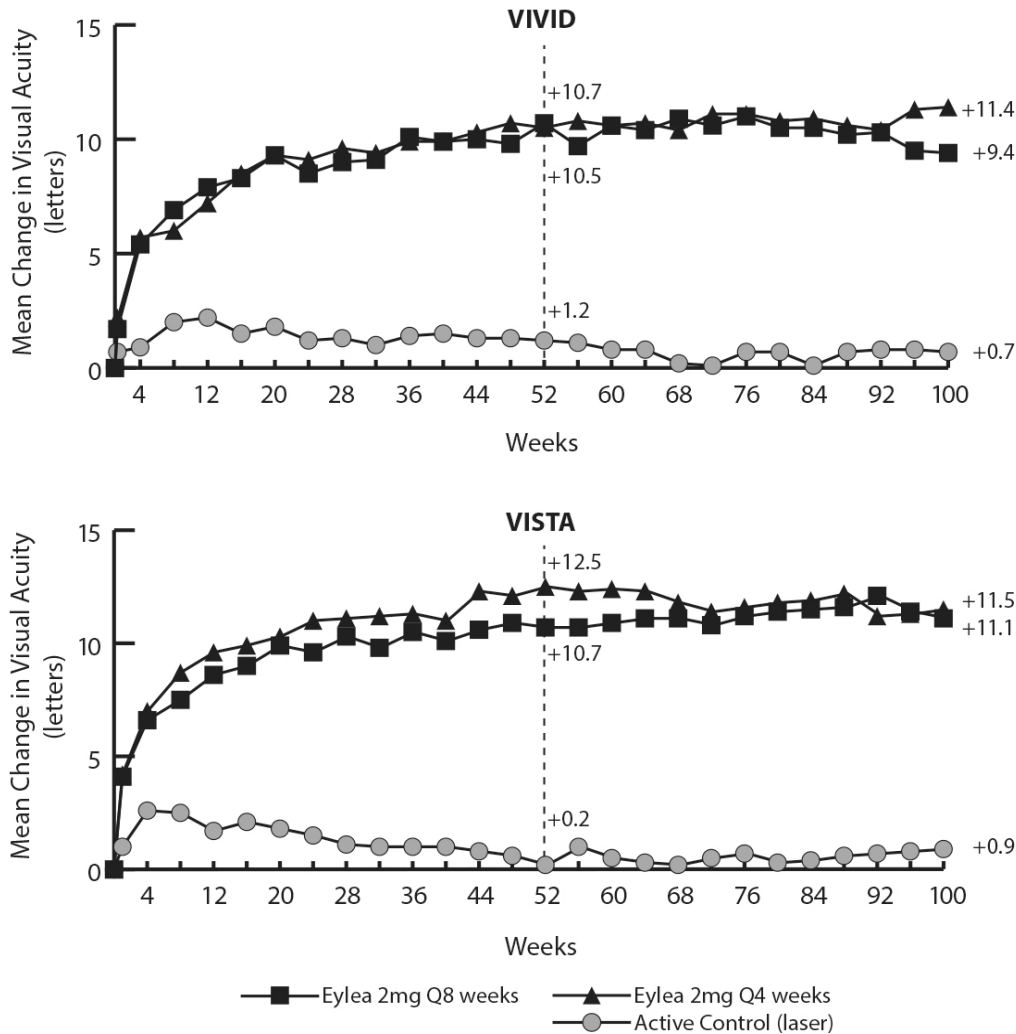 VIVID
Mean Change in Visual Acuity
(letters)
15
10
5
0
+10.7
+10.5
+1.2
+11.4
+9.4
+0.7
4 12 20 28 36 44 52 60 68 76 84 92 100
Weeks
VISTA
Mean Change in Visual Acuity
(letters)
15
10
5
0
+12.5
+10.7
+0.2
+11.5
+11.1
+0.9
4 12 20 28 36 44 52 60 68 76 84 92 100
Weeks
Eylea 2mg Q8 weeks
Eylea 2mg Q4 weeks
Active Control (laser)